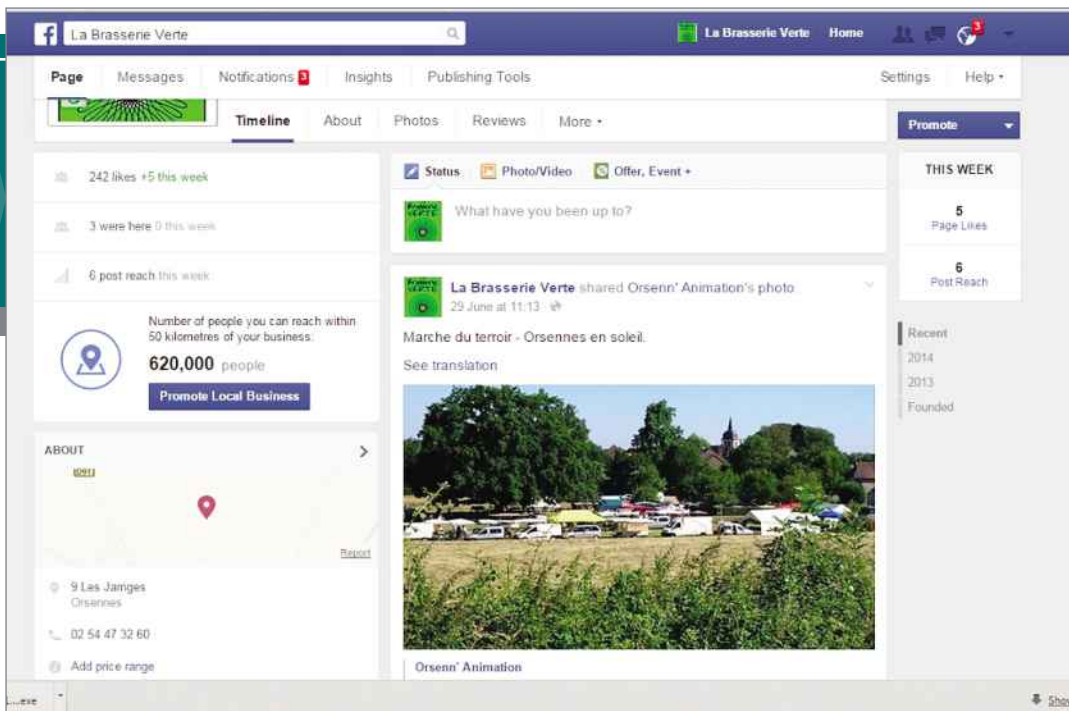 La Brasserie Verte
La Brasserie Verte Home 3
Page Messages Notifications 3 Insights Publishing Tools Settings Help
Timeline About Photos Reviews More
Promote
242 likes +5 this week
3 were here 0 this week
6 post reach this week
Number of people you can reach within
50 kilometres of your business:
620,000 people
Promote Local Business
ABOUT
D913
Report
9 Les Jamges
Orsennes
02 54 47 32 60
Add price range
Status Photo/Video Offer, Event +
VERTE
What have you been up to?
VERTE
La Brasserie Verte shared Orsenn' Animation's photo
29 June at 11:13
Marche du terroir - Orsennes en soleil.
See translation
Orsenn' Animation
THIS WEEK
5
Page Likes
6
Post Reach
Recent
2014
2013
Founded
....exe